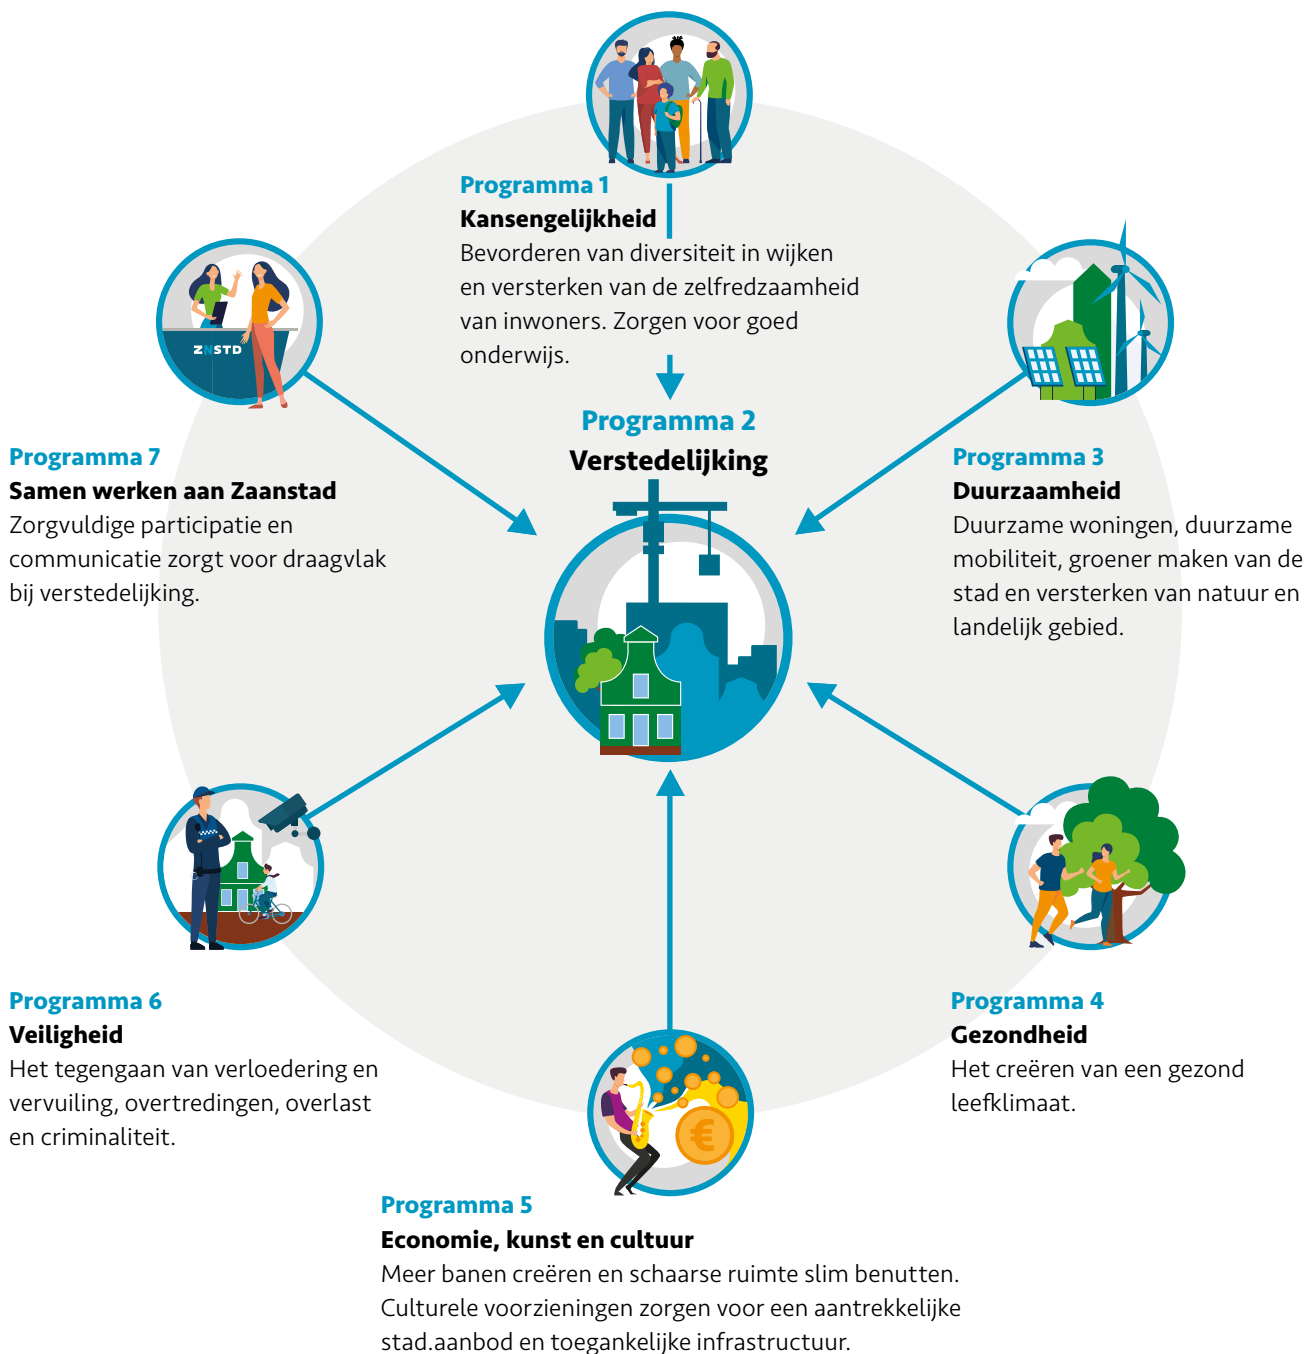 Programma 1
Kansengelijkheid
Bevorderen van diversiteit in wijken
en versterken van de zelfredzaamheid
van inwoners. Zorgen voor goed
onderwijs.
ZNSTD
Programma 2
Verstedelijking
Programma 7
Samen werken aan Zaanstad
Zorgvuldige participatie en
communicatie zorgt voor draagvlak
bij verstedelijking.
Programma 3
Duurzaamheid
Duurzame woningen, duurzame
mobiliteit, groener maken van de
stad en versterken van natuur en
landelijk gebied.
Programma 6
Veiligheid
Het tegengaan van verloedering en
vervuiling, overtredingen, overlast
en criminaliteit.
Programma 4
Gezondheid
Het creëren van een gezond
leefklimaat.
€
Programma 5
Economie, kunst en cultuur
Meer banen creëren en schaarse ruimte slim benutten.
Culturele voorzieningen zorgen voor een aantrekkelijke
stad.aanbod en toegankelijke infrastructuur.